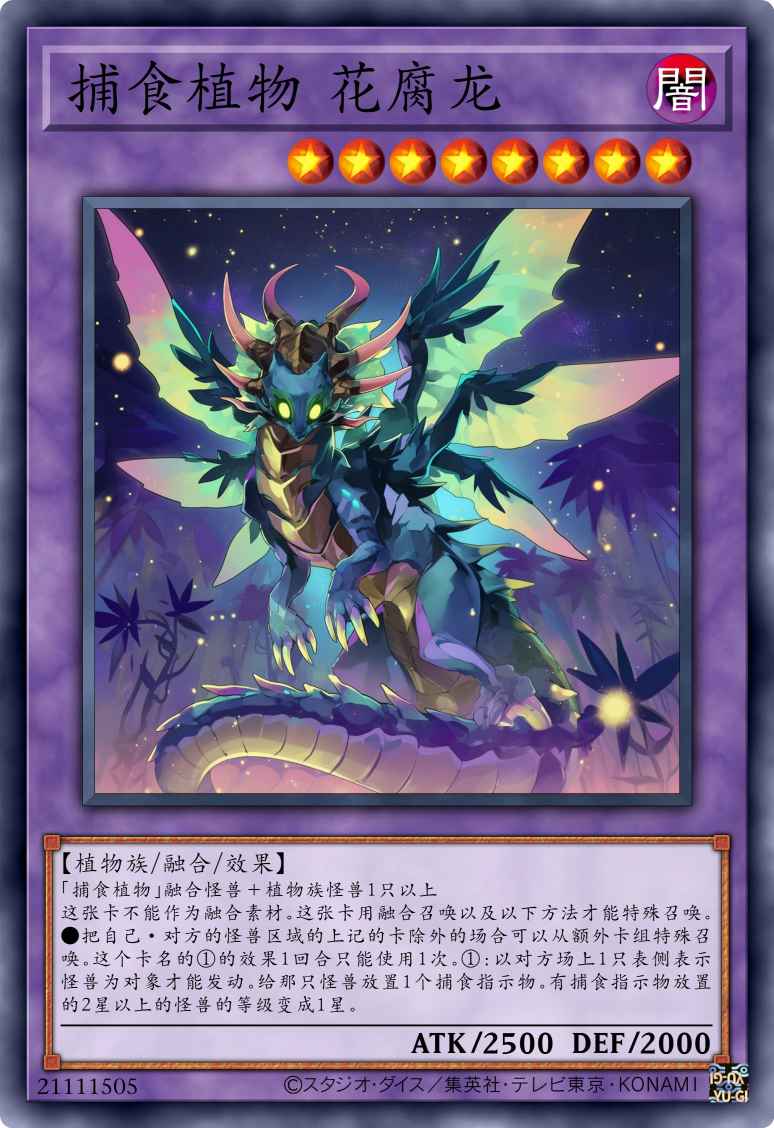 捕食植物 花腐龙
闇
【植物族/融合/效果】
「捕食植物」融合怪兽＋植物族怪兽1只以上
这张卡不能作为融合素材。这张卡用融合召唤以及以下方法才能特殊召唤。
●把自己・对方的怪兽区域的上记的卡除外的场合可以从额外卡组特殊召
唤。这个卡名的①的效果1回合只能使用1次。①:以对方场上1只表侧表示
怪兽为对象才能发动。给那只怪兽放置1个捕食指示物。有捕食指示物放置
的2星以上的怪兽的等级变成1星。
ATK/2500 DEF/2000
21111505 ©スタジオ・ダイス／集英社・テレビ東京・KONAMI